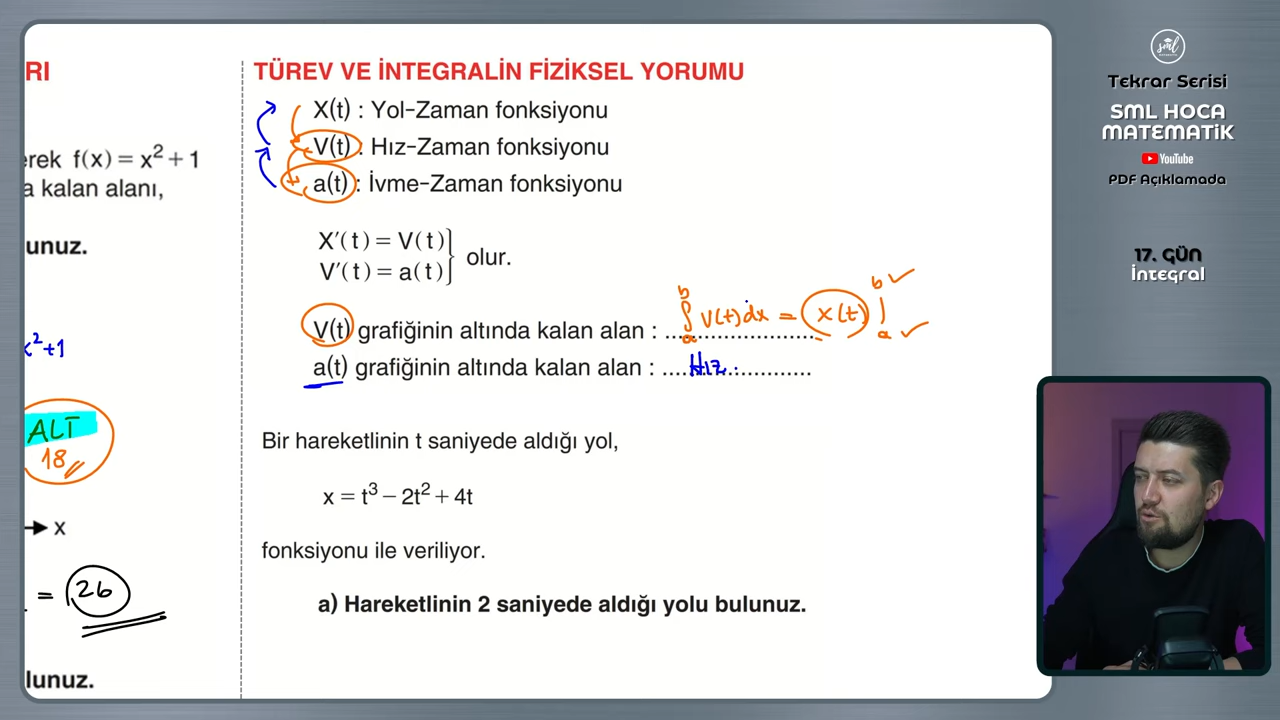 RI
erek f(x) = x² + 1
a kalan alanı,
unuz.
x²+1
ALT
18
x
= 26
lunuz.
TÜREV VE İNTEGRALİN FİZİKSEL YORUMU
X(t) : Yol-Zaman fonksiyonu
V(t) : Hız-Zaman fonksiyonu
a(t) : İvme-Zaman fonksiyonu
X′(t) = V(t)
V′(t) = a(t)
olur.
V(t) grafiğinin altında kalan alan : ∫ₐᵇ V(t) dx = x(t) |ₐᵇ
a(t) grafiğinin altında kalan alan : Hız
Bir hareketlinin t saniyede aldığı yol,
x = t³ – 2t² + 4t
fonksiyonu ile veriliyor.
a) Hareketlinin 2 saniyede aldığı yolu bulunuz.
sml
Tekrar Serisi
SML HOCA
MATEMATİK
YouTube
PDF Açıklamada
17. GÜN
İntegral